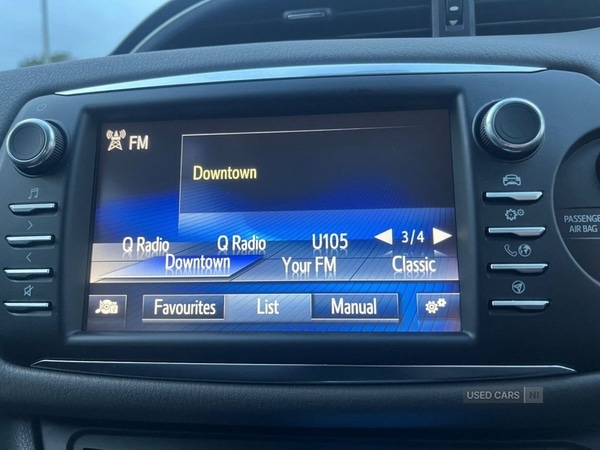 FM
Downtown
Q Radio Q Radio U105 3/4
Downtown Your FM Classic
Favourites List Manual
PASSENGE
AIR BAG
USED CARS NI